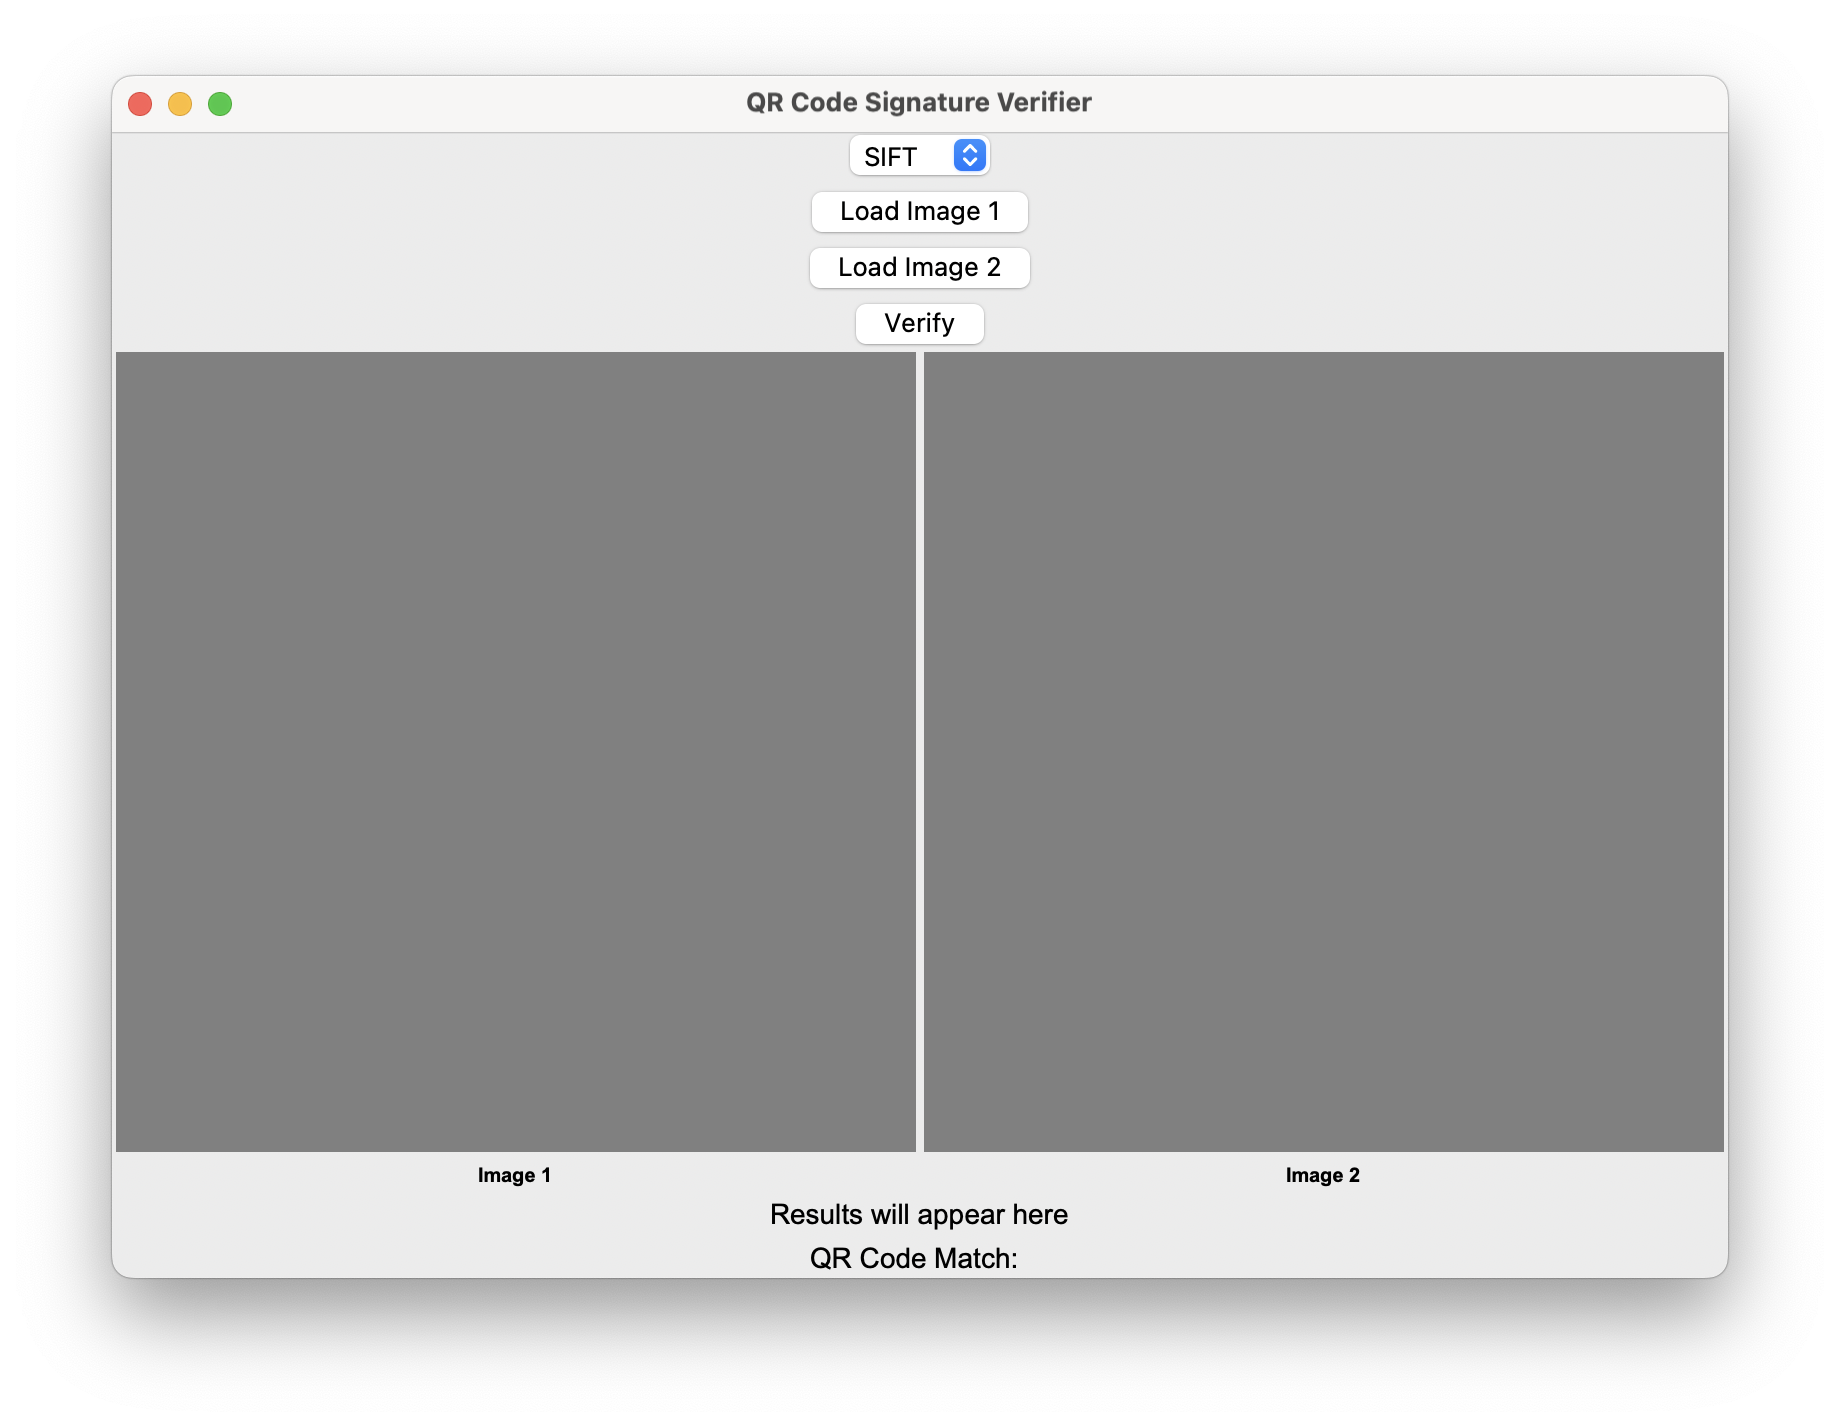 QR Code Signature Verifier
SIFT
Load Image 1
Load Image 2
Verify
Image 1
Image 2
Results will appear here
QR Code Match: